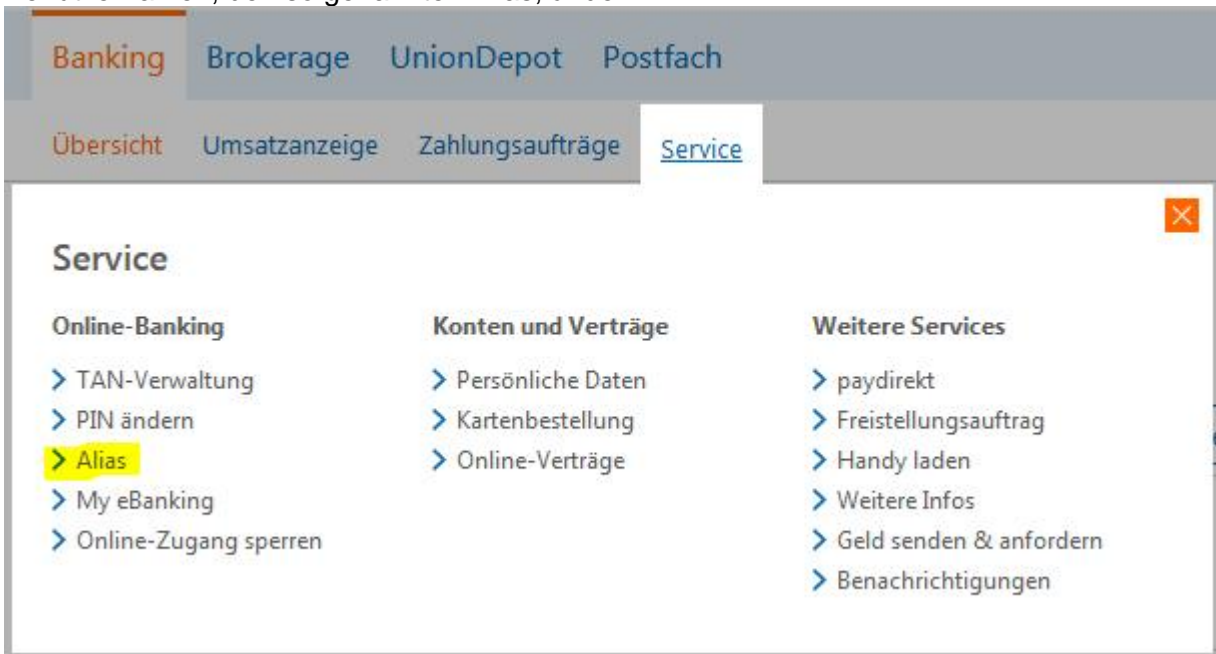 Banking Brokerage UnionDepot Postfach
Übersicht Umsatzanzeige Zahlungsaufträge Service
Service
Online-Banking
TAN-Verwaltung
PIN ändern
Alias
My eBanking
Online-Zugang sperren
Konten und Verträge
Persönliche Daten
Kartenbestellung
Online-Verträge
Weitere Services
paydirekt
Freistellungsauftrag
Handy laden
Weitere Infos
Geld senden & anfordern
Benachrichtigungen